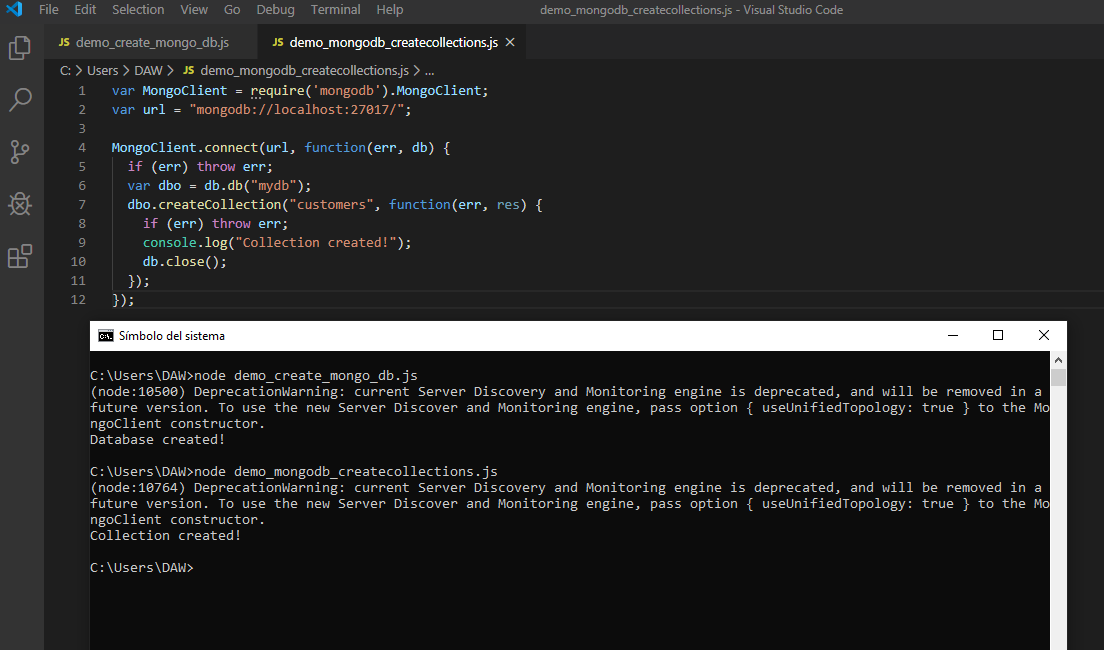 File Edit Selection View Go Debug Terminal Help demo_mongodb_createcollections.js - Visual Studio Code
JS demo_create_mongo_db.js JS demo_mongodb_createcollections.js
C: > Users > DAW > JS demo_mongodb_createcollections.js > ...
1 var MongoClient = require('mongodb').MongoClient;
2 var url = "mongodb://localhost:27017/";
3
4 MongoClient.connect(url, function(err, db) {
5 if (err) throw err;
6 var dbo = db.db("mydb");
7 dbo.createCollection("customers", function(err, res) {
8 if (err) throw err;
9 console.log("Collection created!");
10 db.close();
11 });
12 });
Símbolo del sistema
C:\Users\DAW>node demo_create_mongo_db.js
(node:10500) DeprecationWarning: current Server Discovery and Monitoring engine is deprecated, and will be removed in a
future version. To use the new Server Discover and Monitoring engine, pass option { useUnifiedTopology: true } to the Mo
ngoClient constructor.
Database created!
C:\Users\DAW>node demo_mongodb_createcollections.js
(node:10764) DeprecationWarning: current Server Discovery and Monitoring engine is deprecated, and will be removed in a
future version. To use the new Server Discover and Monitoring engine, pass option { useUnifiedTopology: true } to the Mo
ngoClient constructor.
Collection created!
C:\Users\DAW>